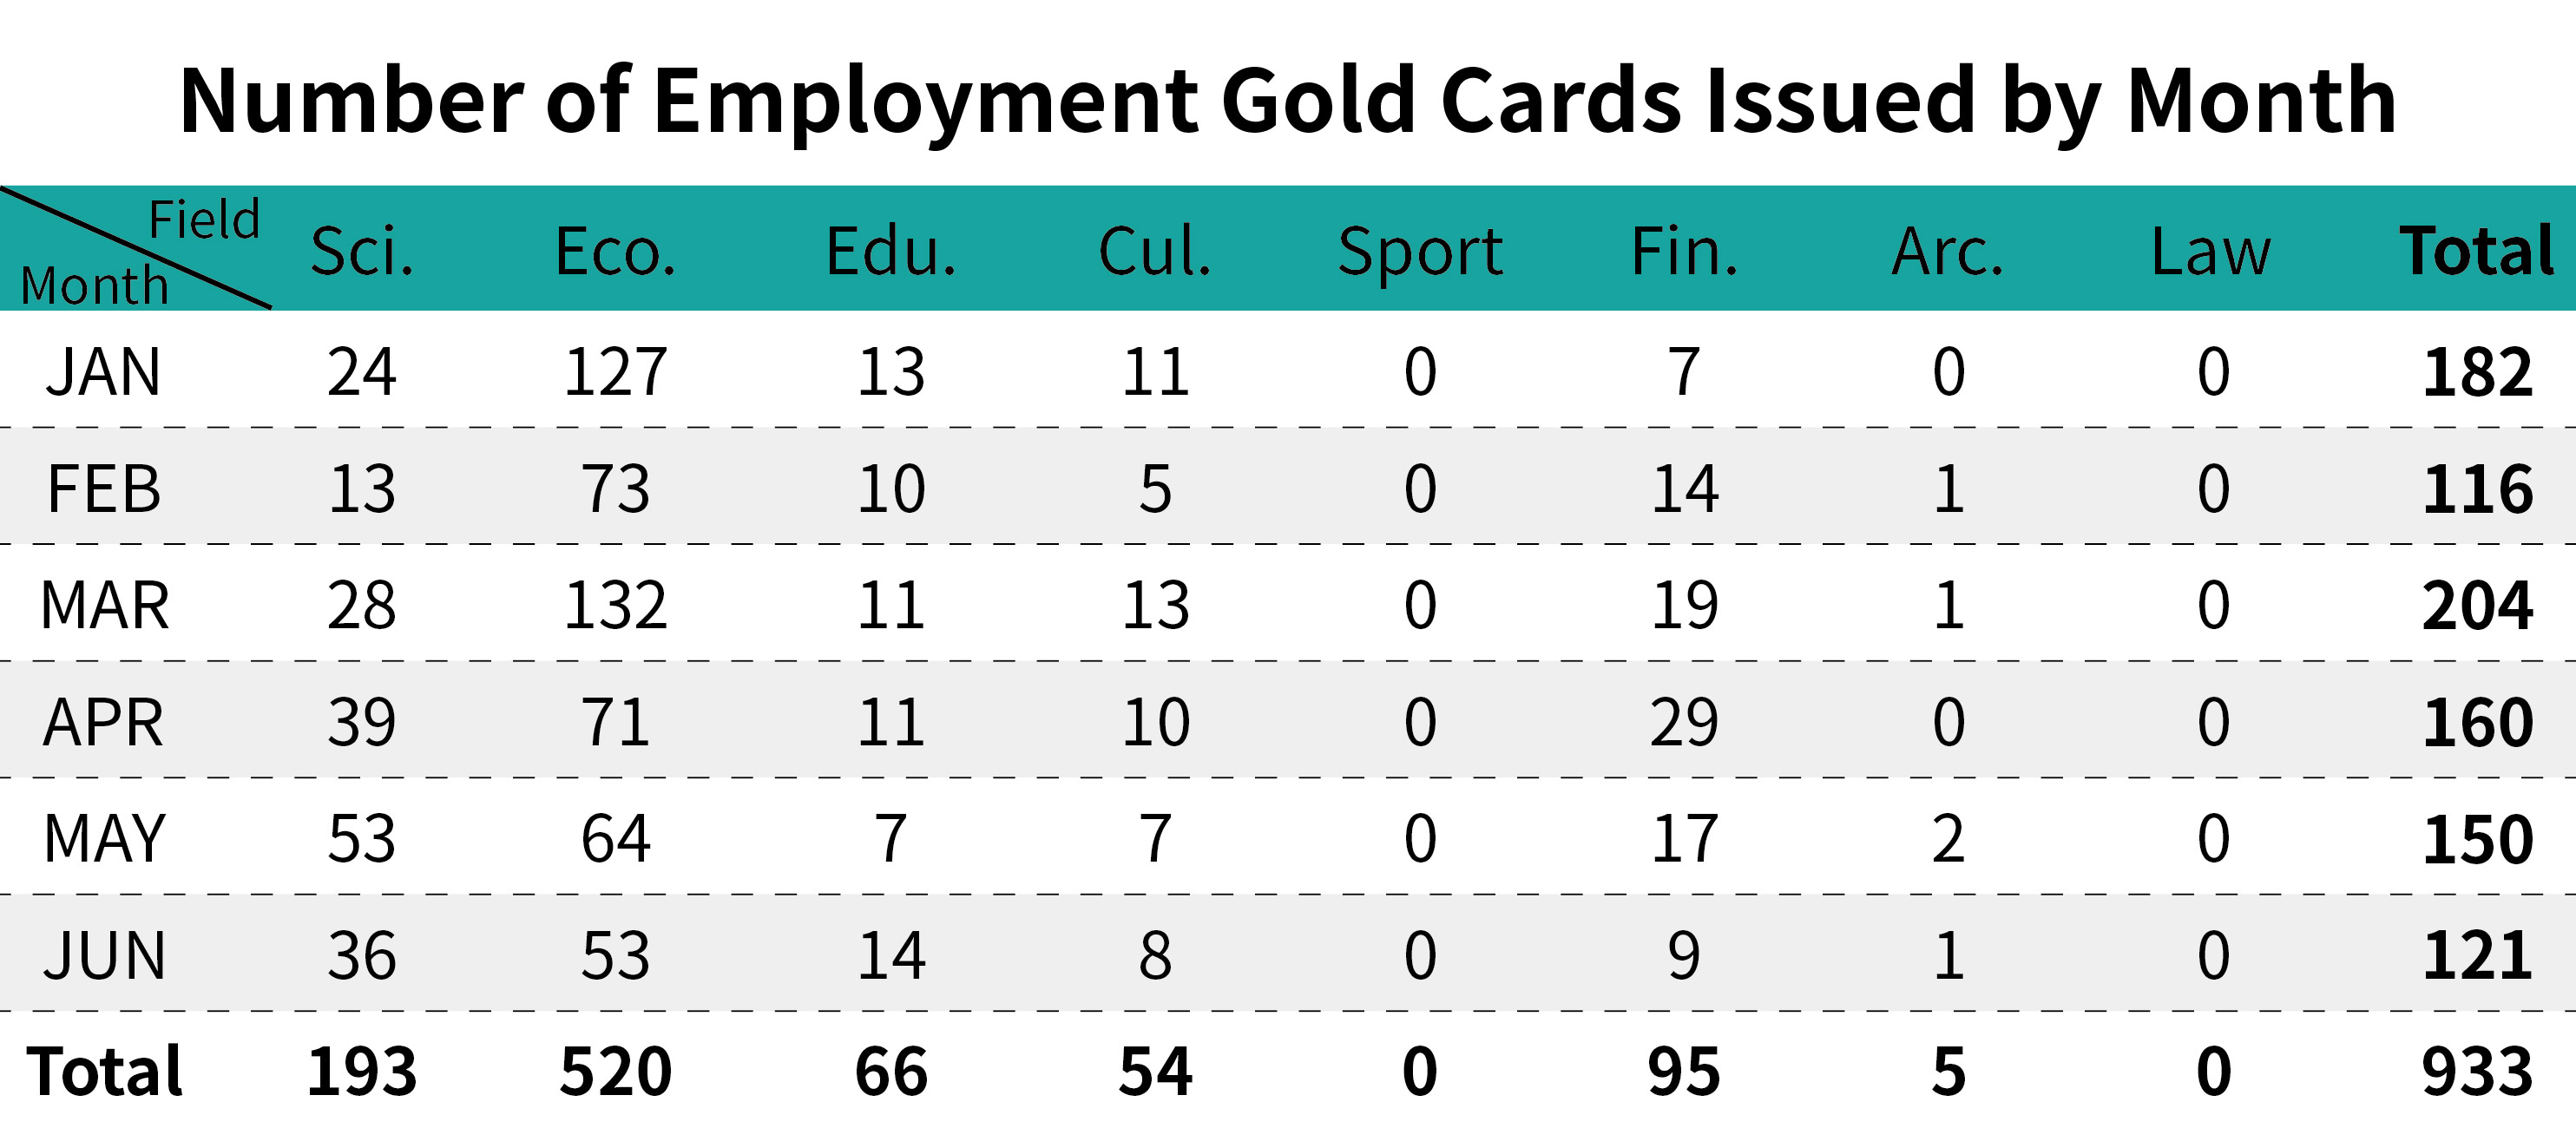 Number of Employment Gold Cards Issued by Month
Field
Month Sci. Eco. Edu. Cul. Sport Fin. Arc. Law Total
JAN 24 127 13 11 0 7 0 0 182
FEB 13 73 10 5 0 14 1 0 116
MAR 28 132 11 13 0 19 1 0 204
APR 39 71 11 10 0 29 0 0 160
MAY 53 64 7 7 0 17 2 0 150
JUN 36 53 14 8 0 9 1 0 121
Total 193 520 66 54 0 95 5 0 933